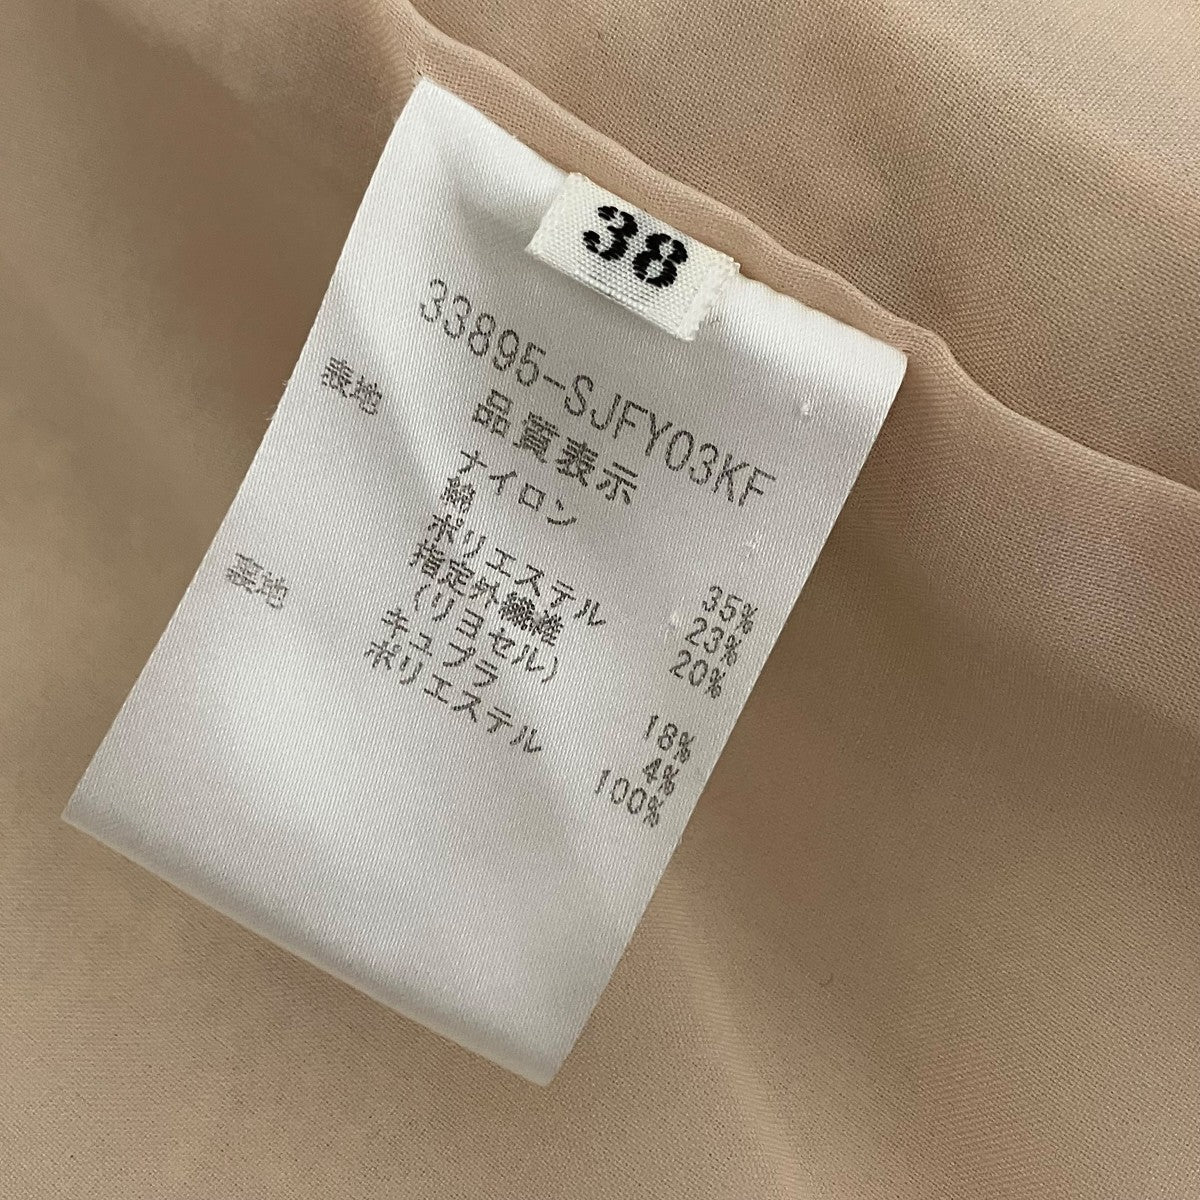 38
33895-SJFY03KF
品質表示
表地 ナイロン 35%
綿 23%
ポリエステル 20%
指定外繊維
(リヨセル) 18%
キュプラ 4%
裏地 ポリエステル 100%